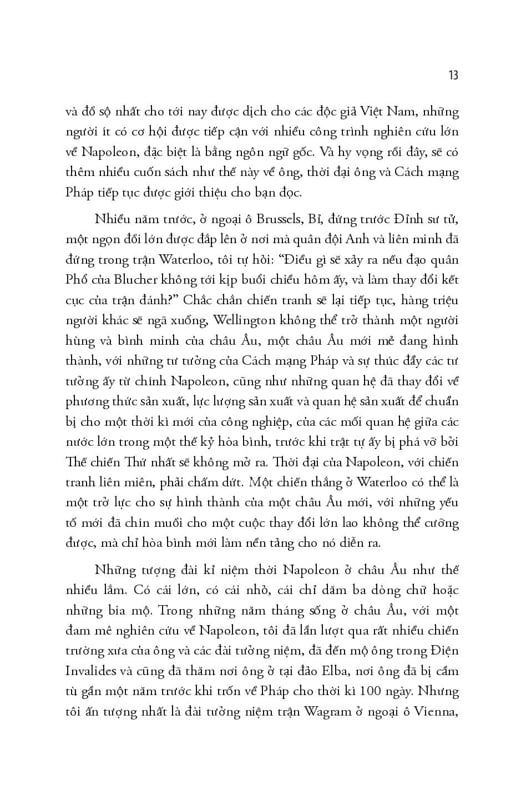 13
và đồ sộ nhất cho tới nay được dịch cho các độc giả Việt Nam, những
người ít có cơ hội được tiếp cận với nhiều công trình nghiên cứu lớn
về Napoleon, đặc biệt là bằng ngôn ngữ gốc. Và hy vọng rồi đây, sẽ có
thêm nhiều cuốn sách như thế này về ông, thời đại ông và Cách mạng
Pháp tiếp tục được giới thiệu cho bạn đọc.
Nhiều năm trước, ở ngoại ô Brussels, Bỉ, đứng trước Đỉnh sư tử,
một ngọn đồi lớn được đắp lên ở nơi mà quân đội Anh và liên minh đã
đứng trong trận Waterloo, tôi tự hỏi: “Điều gì sẽ xảy ra nếu đạo quân
Phổ của Blucher không tới kịp buổi chiều hôm ấy, và làm thay đổi kết
cục của trận đánh?” Chắc chắn chiến tranh sẽ lại tiếp tục, hàng triệu
người khác sẽ ngã xuống, Wellington không thể trở thành một người
hùng và bình minh của châu Âu, một châu Âu mới mẻ đang hình
thành, với những tư tưởng của Cách mạng Pháp và sự thúc đẩy các tư
tưởng ấy từ chính Napoleon, cũng như những quan hệ đã thay đổi về
phương thức sản xuất, lực lượng sản xuất và quan hệ sản xuất để chuẩn
bị cho một thời kì mới của công nghiệp, của các mối quan hệ giữa các
nước lớn trong một thế kỷ hòa bình, trước khi trật tự ấy bị phá vỡ bởi
Thế chiến Thứ nhất sẽ không mở ra. Thời đại của Napoleon, với chiến
tranh liên miên, phải chấm dứt. Một chiến thắng ở Waterloo có thể là
một trở lực cho sự hình thành của một châu Âu mới, với những yếu
tố mới đã chín muồi cho một cuộc thay đổi lớn lao không thể cưỡng
được, mà chỉ hòa bình mới làm nền tảng cho nó diễn ra.
Những tượng đài kỉ niệm thời Napoleon ở châu Âu như thế
nhiều lắm. Có cái lớn, có cái nhỏ, cái chỉ dăm ba dòng chữ hoặc
những bia mộ. Trong những năm tháng sống ở châu Âu, với một
đam mê nghiên cứu về Napoleon, tôi đã lần lượt qua rất nhiều chiến
trường xưa của ông và các đài tưởng niệm, đã đến mộ ông trong Điện
Invalides và cũng đã thăm nơi ông ở tại đảo Elba, nơi ông đã bị cầm
tù gần một năm trước khi trốn về Pháp cho thời kì 100 ngày. Nhưng
tôi ấn tượng nhất là đài tưởng niệm trận Wagram ở ngoại ô Vienna,